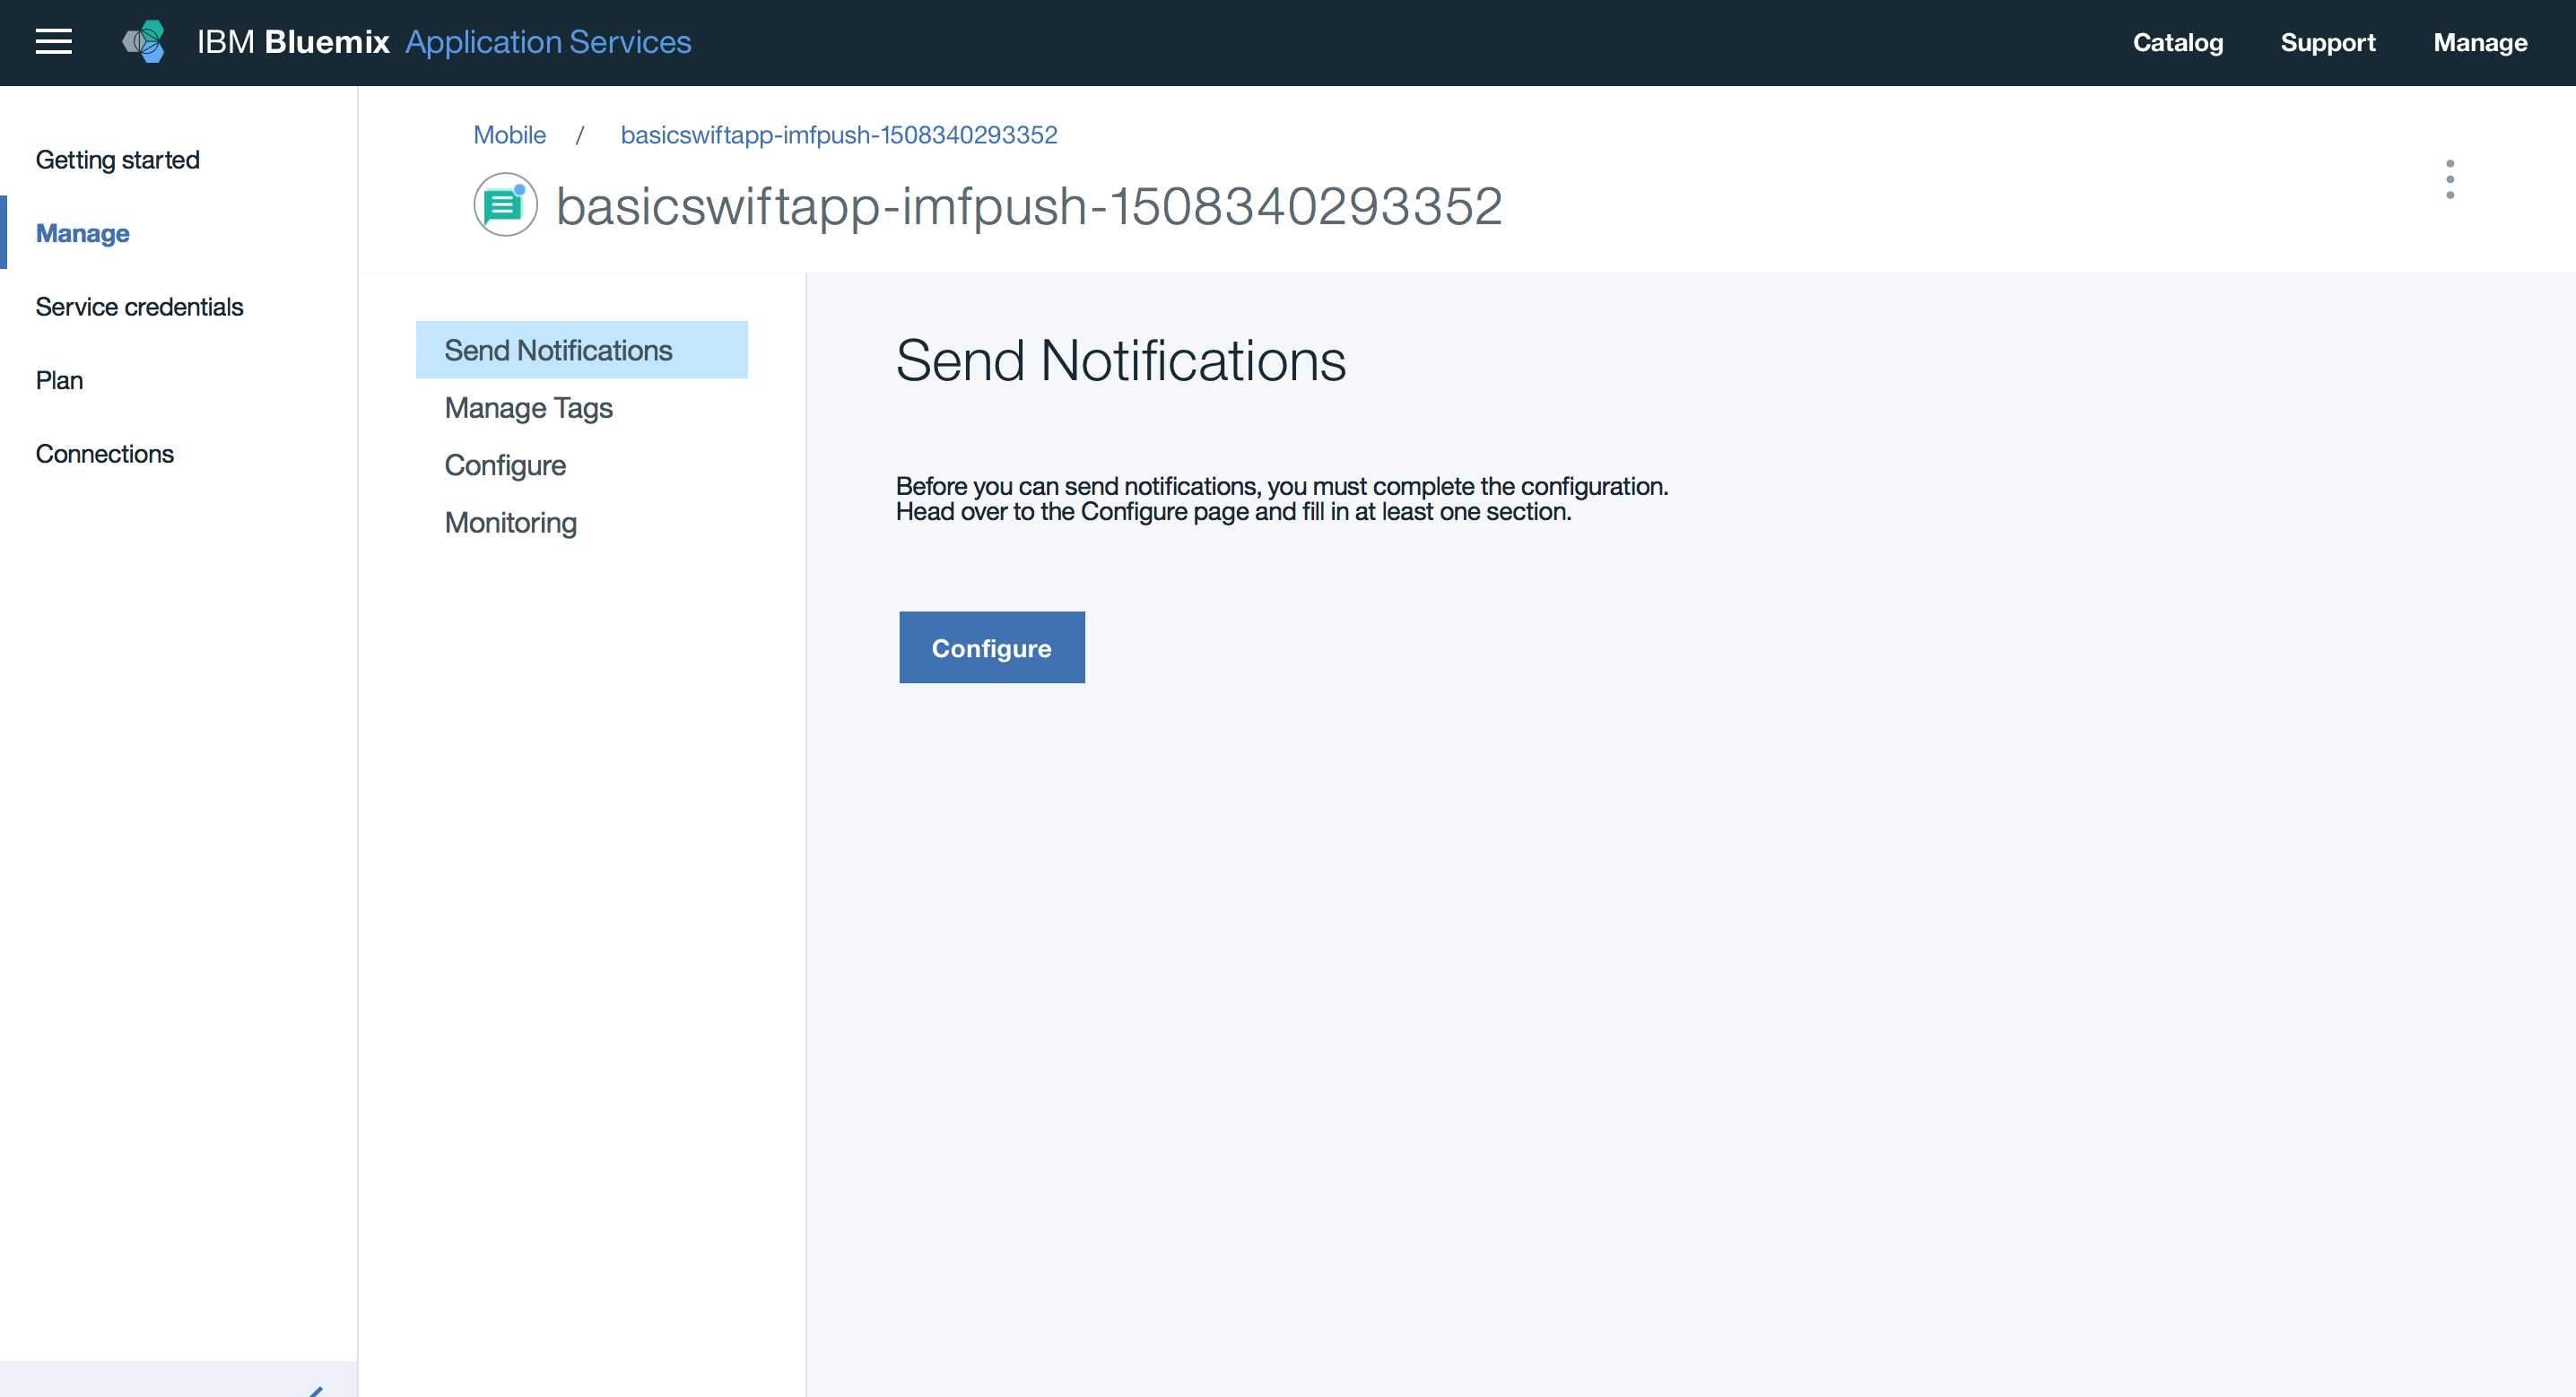 IBM Bluemix Application Services
Catalog
Support
Manage
Getting started
Manage
Service credentials
Plan
Connections
Mobile / basicswiftapp-imfpush-1508340293352
basicswiftapp-imfpush-1508340293352
Send Notifications
Manage Tags
Configure
Monitoring
Send Notifications
Before you can send notifications, you must complete the configuration.
Head over to the Configure page and fill in at least one section.
Configure